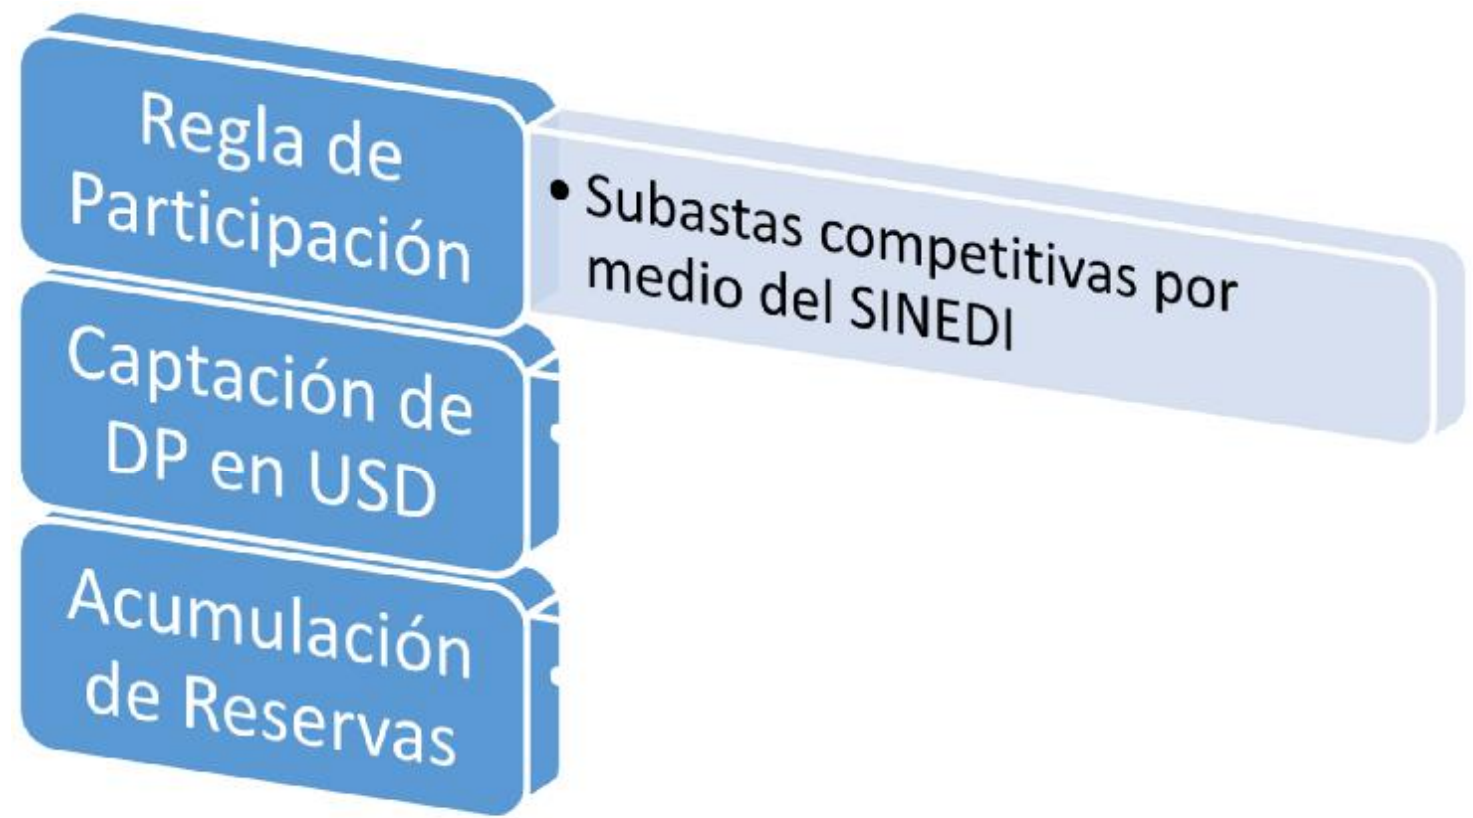 Regla de
Participación
• Subastas competitivas por
medio del SINEDI
Captación de
DP en USD
Acumulación
de Reservas